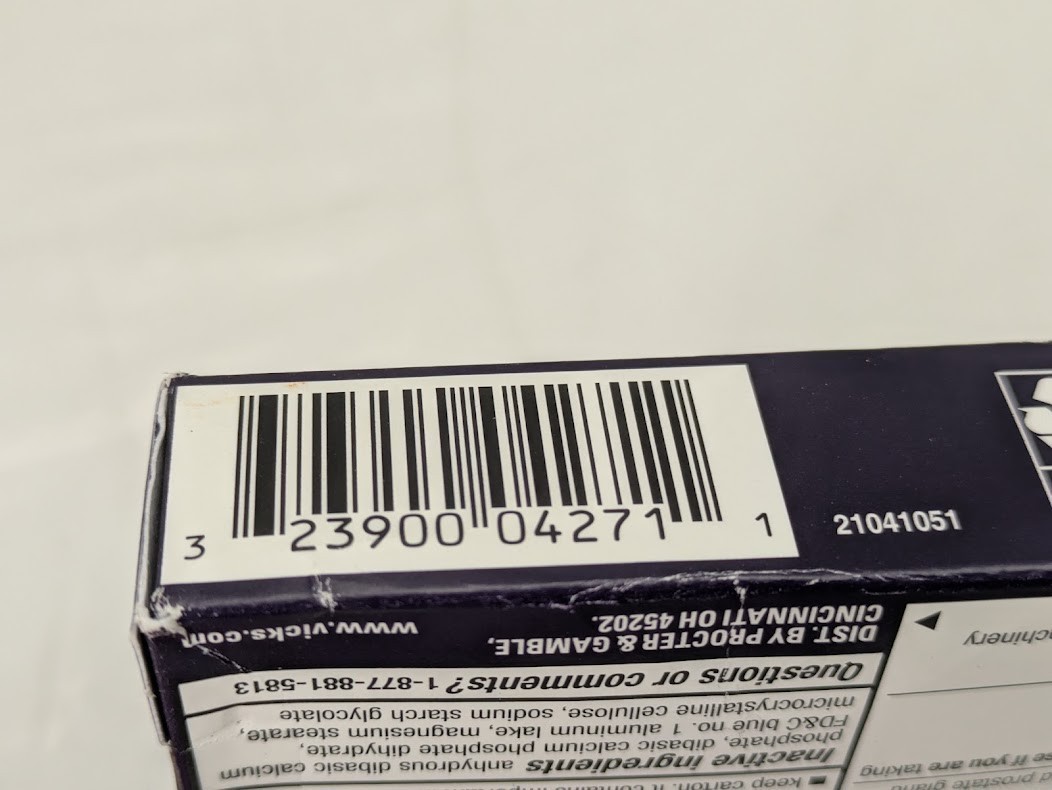 3 23900 04271 1
21041051
www.vicks.com
DIST. BY PROCTER & GAMBLE,
CINCINNATI OH 45202.
Questions or comments? 1-877-881-5813
microcrystalline cellulose, sodium starch glycolate
FD&C blue no. 1 aluminum lake, magnesium stearate,
phosphate, dibasic calcium phosphate dihydrate,
Inactive ingredients anhydrous dibasic calcium
■ keep carton. It contains
se if you are taking
d prostate gland